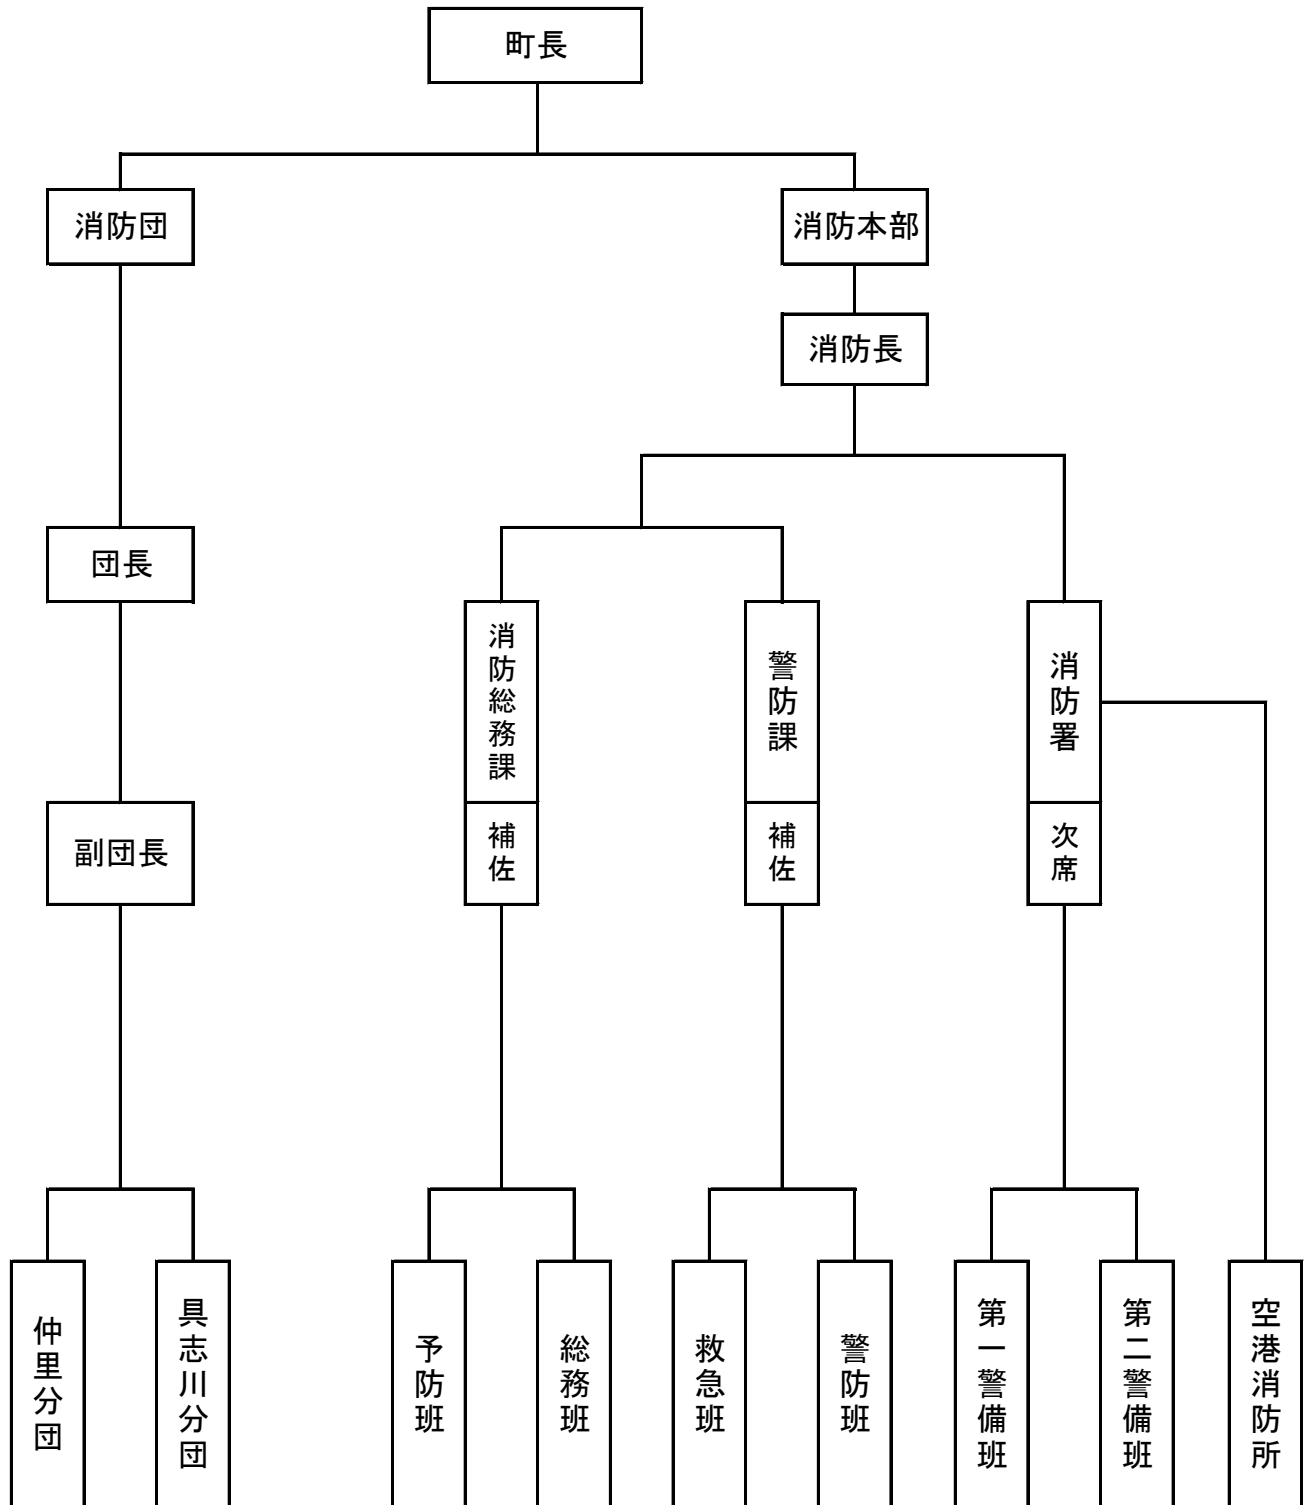 町長
消防団
消防本部
消防長
団長
消防総務課
警防課
消防署
副団長
補佐
補佐
次席
仲里分団
具志川分団
予防班
総務班
救急班
警防班
第一警備班
第二警備班
空港消防所